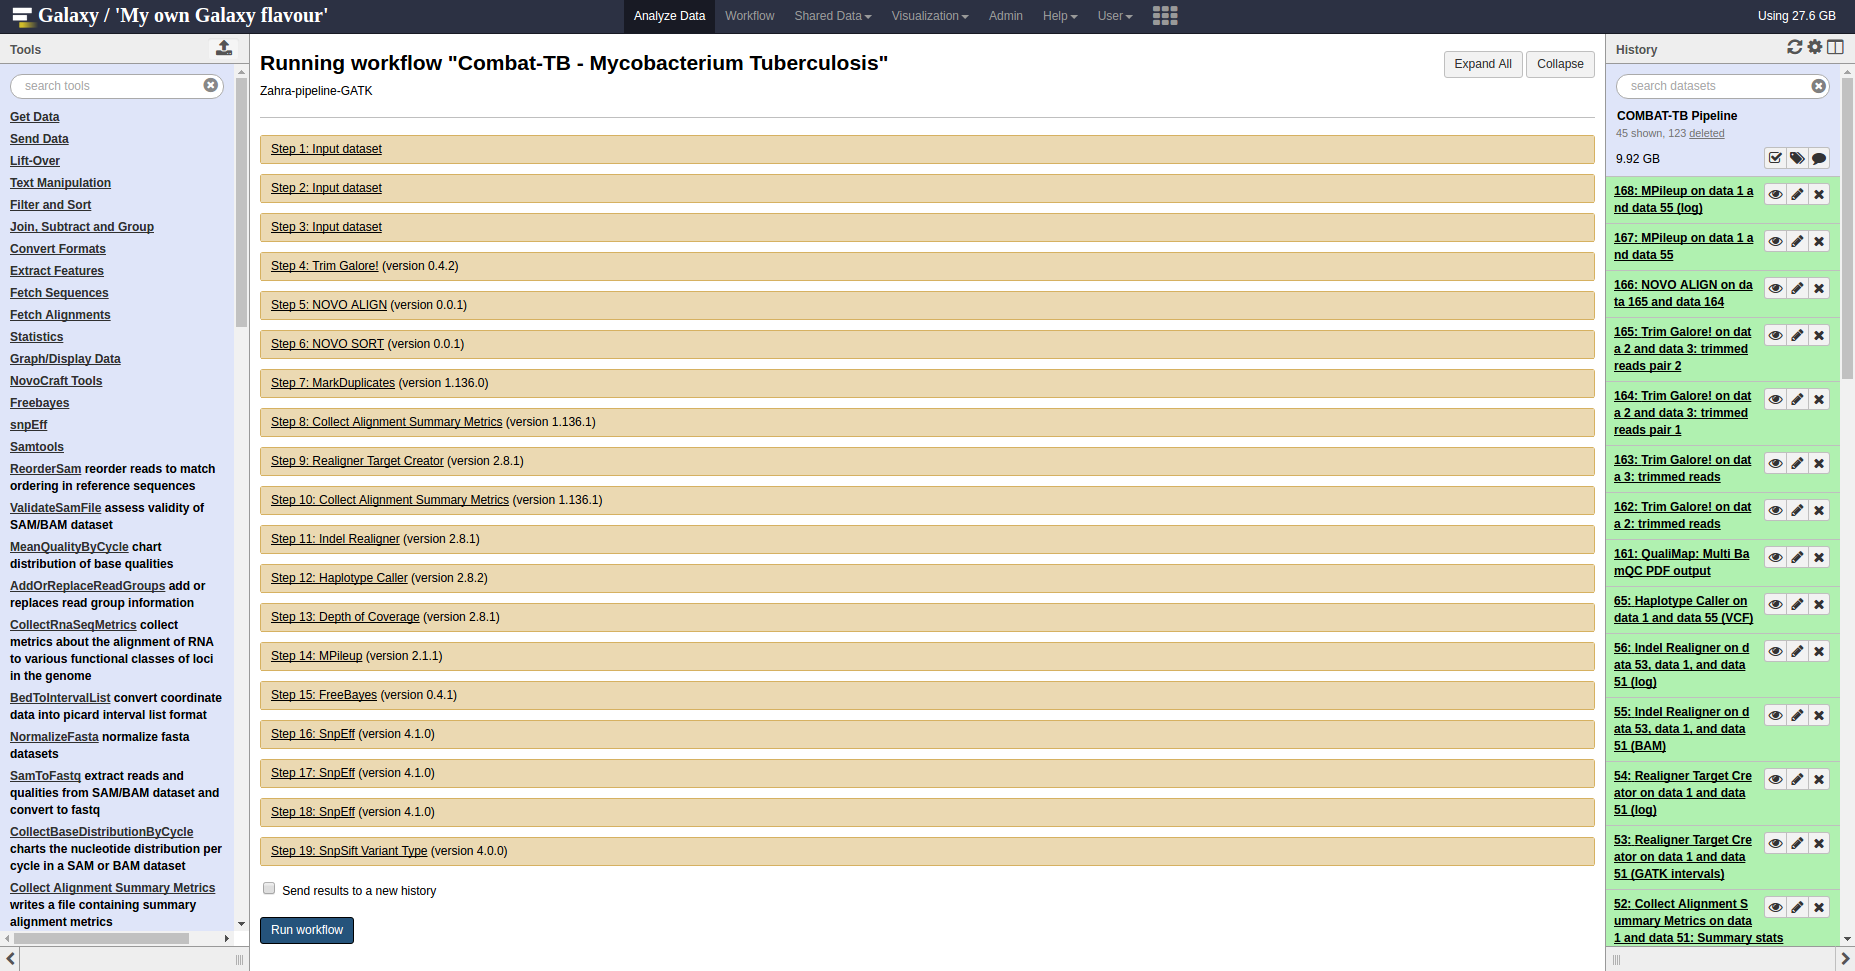 Galaxy / 'My own Galaxy flavour'
Analyze Data
Workflow
Shared Data
Visualization
Admin
Help
User
Using 27.6 GB
Tools
search tools
Get Data
Send Data
Lift-Over
Text Manipulation
Filter and Sort
Join, Subtract and Group
Convert Formats
Extract Features
Fetch Sequences
Fetch Alignments
Statistics
Graph/Display Data
NovoCraft Tools
Freebayes
snpEff
Samtools
ReorderSam reorder reads to match
ordering in reference sequences
ValidateSamFile assess validity of
SAM/BAM dataset
MeanQualityByCycle chart
distribution of base qualities
AddOrReplaceReadGroups add or
replaces read group information
CollectRnaSeqMetrics collect
metrics about the alignment of RNA
to various functional classes of loci
in the genome
BedToIntervalList convert coordinate
data into picard interval list format
NormalizeFasta normalize fasta
datasets
SamToFastq extract reads and
qualities from SAM/BAM dataset and
convert to fastq
CollectBaseDistributionByCycle
charts the nucleotide distribution per
cycle in a SAM or BAM dataset
Collect Alignment Summary Metrics
writes a file containing summary
alignment metrics
Running workflow "Combat-TB - Mycobacterium Tuberculosis"
Expand All
Collapse
Zahra-pipeline-GATK
Step 1: Input dataset
Step 2: Input dataset
Step 3: Input dataset
Step 4: Trim Galore! (version 0.4.2)
Step 5: NOVO ALIGN (version 0.0.1)
Step 6: NOVO SORT (version 0.0.1)
Step 7: MarkDuplicates (version 1.136.0)
Step 8: Collect Alignment Summary Metrics (version 1.136.1)
Step 9: Realigner Target Creator (version 2.8.1)
Step 10: Collect Alignment Summary Metrics (version 1.136.1)
Step 11: Indel Realigner (version 2.8.1)
Step 12: Haplotype Caller (version 2.8.2)
Step 13: Depth of Coverage (version 2.8.1)
Step 14: MPileup (version 2.1.1)
Step 15: FreeBayes (version 0.4.1)
Step 16: SnpEff (version 4.1.0)
Step 17: SnpEff (version 4.1.0)
Step 18: SnpEff (version 4.1.0)
Step 19: SnpSift Variant Type (version 4.0.0)
Send results to a new history
Run workflow
History
search datasets
COMBAT-TB Pipeline
45 shown, 123 deleted
9.92 GB
168: MPileup on data 1 a
nd data 55 (log)
167: MPileup on data 1 a
nd data 55
166: NOVO ALIGN on da
ta 165 and data 164
165: Trim Galore! on dat
a 2 and data 3: trimmed
reads pair 2
164: Trim Galore! on dat
a 2 and data 3: trimmed
reads pair 1
163: Trim Galore! on dat
a 3: trimmed reads
162: Trim Galore! on dat
a 2: trimmed reads
161: QualiMap: Multi Ba
mQC PDF output
65: Haplotype Caller on
data 1 and data 55 (VCF)
56: Indel Realigner on d
ata 53, data 1, and data
51 (log)
55: Indel Realigner on d
ata 53, data 1, and data
51 (BAM)
54: Realigner Target Cre
ator on data 1 and data
51 (log)
53: Realigner Target Cre
ator on data 1 and data
51 (GATK intervals)
52: Collect Alignment S
ummary Metrics on data
1 and data 51: Summary stats